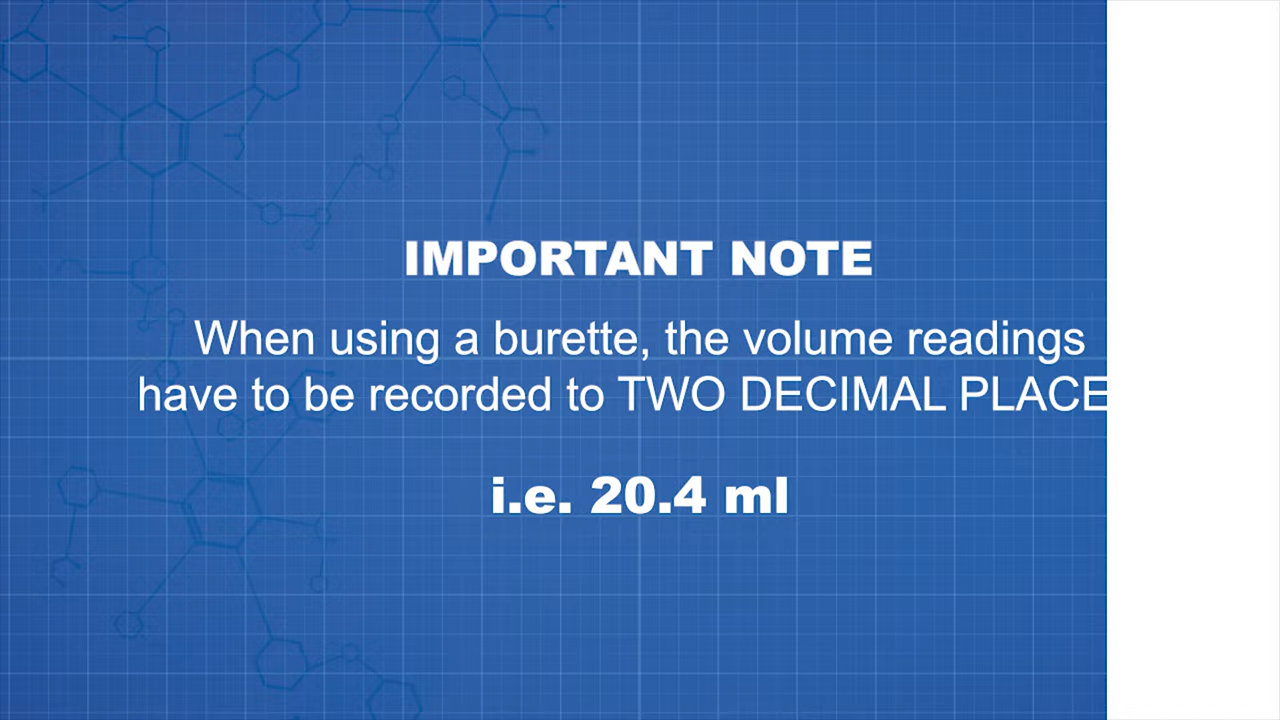 IMPORTANT NOTE
When using a burette, the volume readings
have to be recorded to TWO DECIMAL PLACE
i.e. 20.4 ml